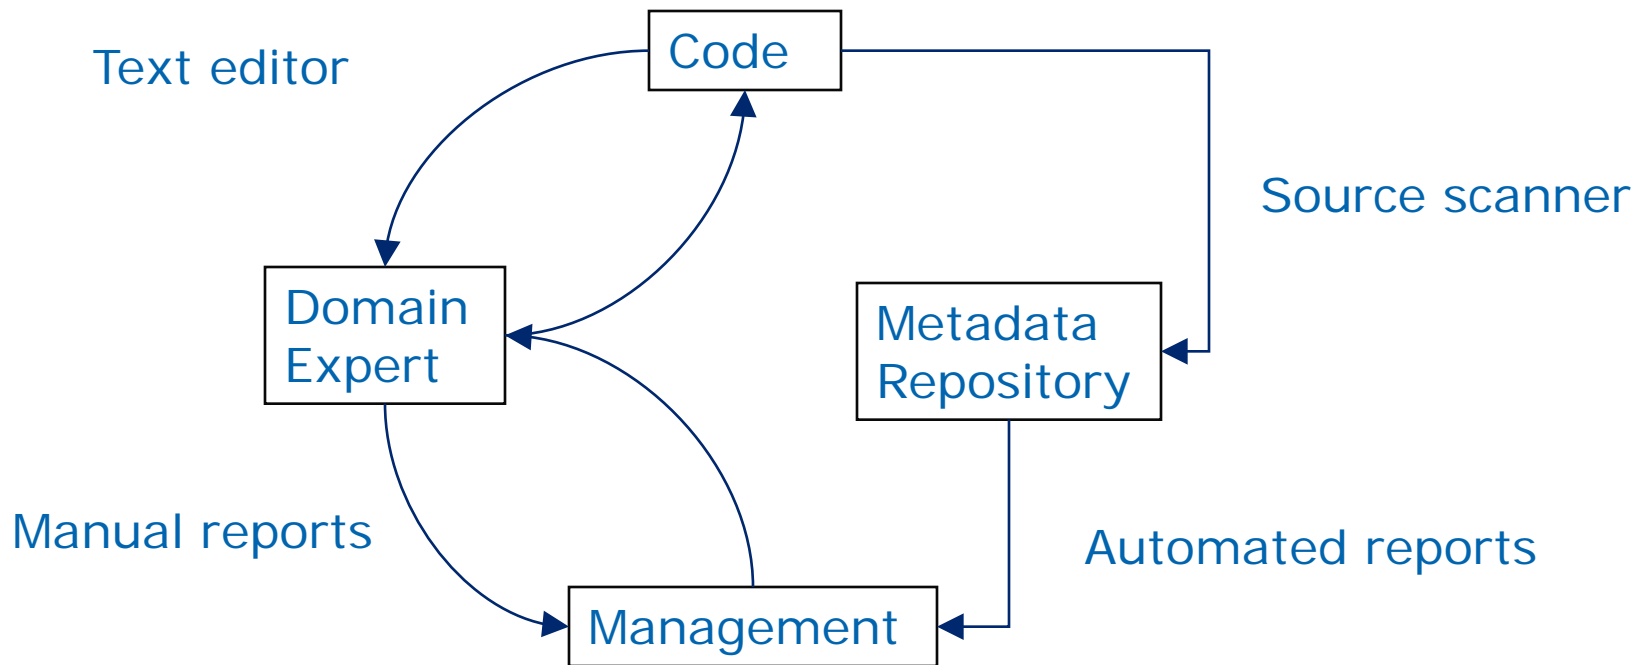 Code
Text editor
Source scanner
Domain
Expert
Metadata
Repository
Manual reports
Automated reports
Management